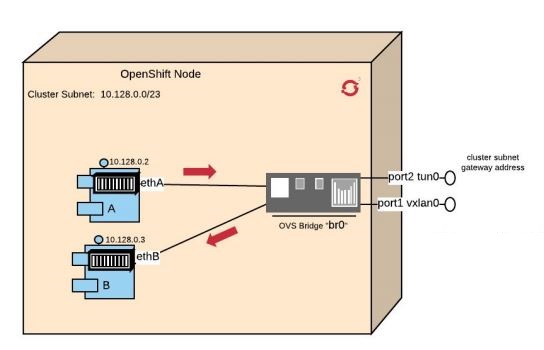 OpenShift Node
Cluster Subnet: 10.128.0.0/23
10.128.0.2
ethA
A
10.128.0.3
ethB
B
OVS Bridge "br0"
port2 tun0
port1 vxlan0
cluster subnet
gateway address